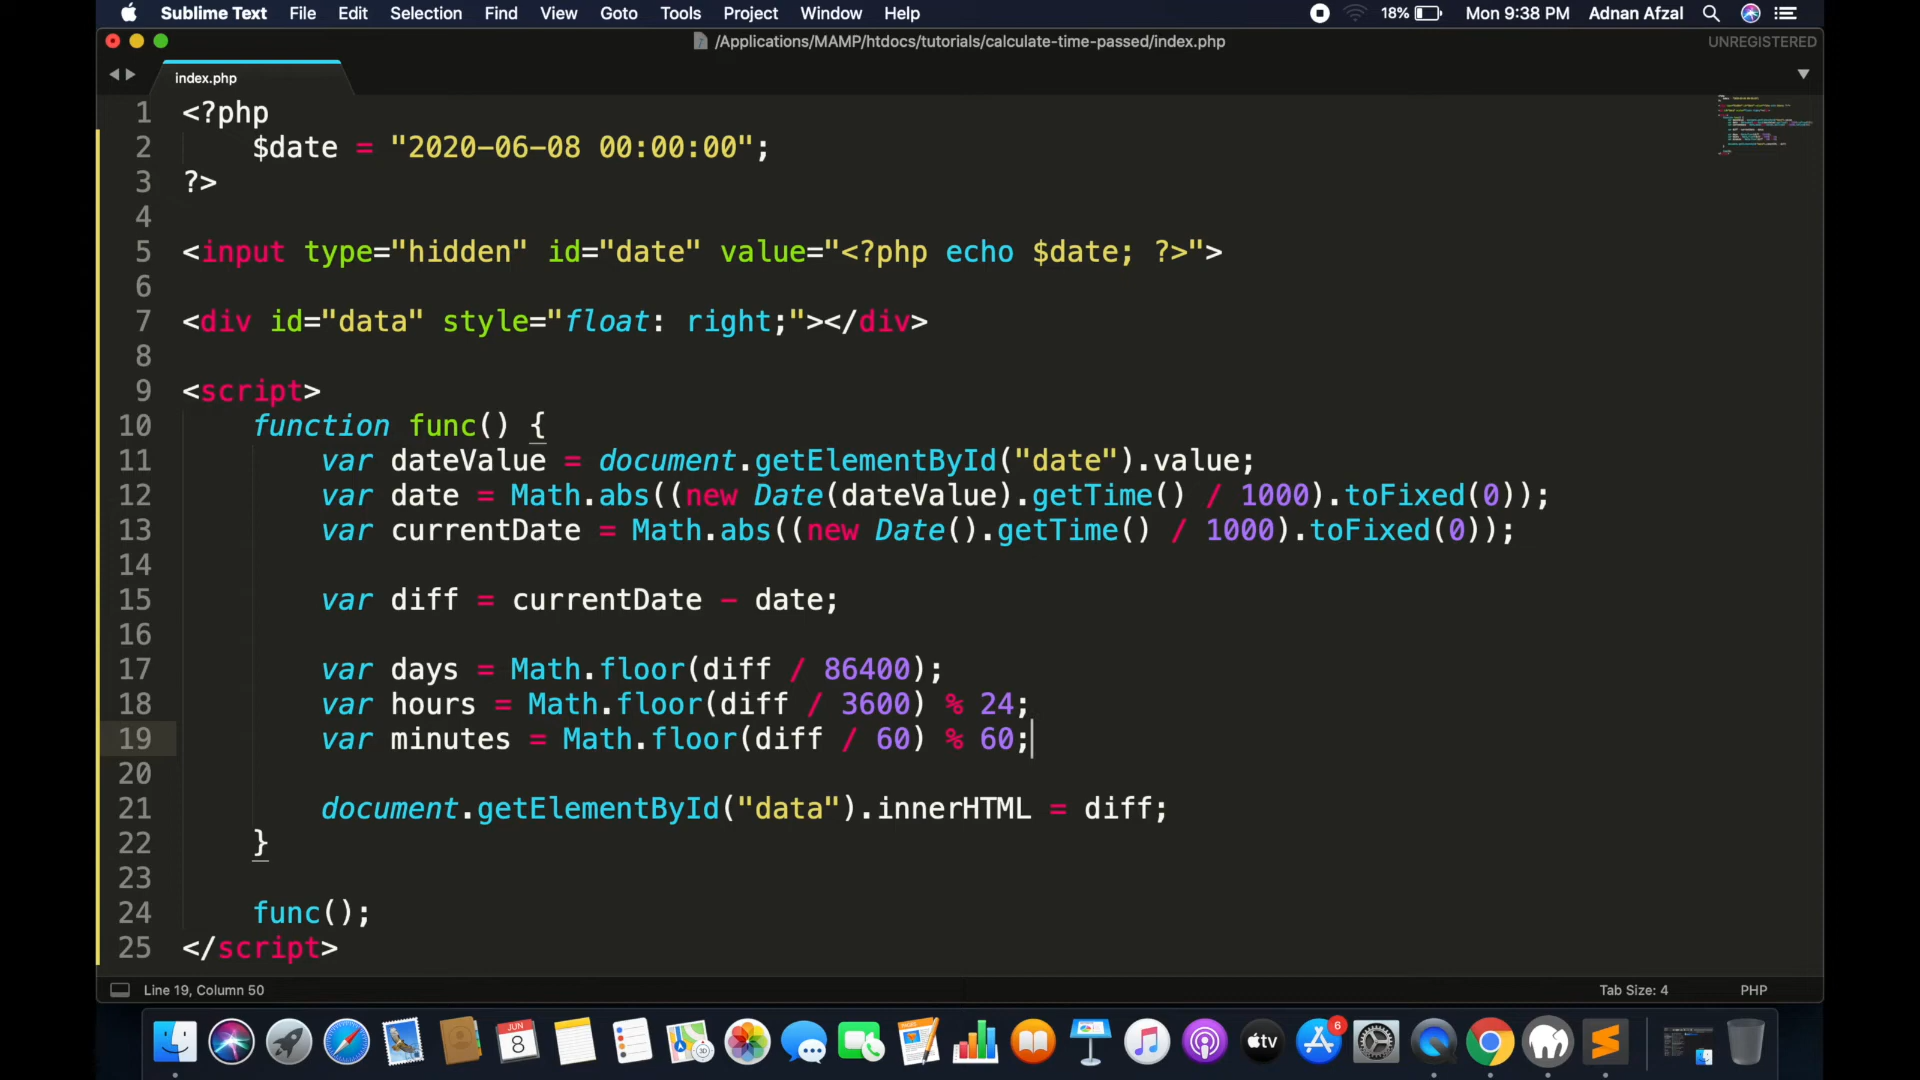 Sublime Text File Edit Selection Find View Goto Tools Project Window Help 18% Mon 9:38 PM Adnan Afzal
/Applications/MAMP/htdocs/tutorials/calculate-time-passed/index.php UNREGISTERED
index.php
1 <?php
2 $date = "2020-06-08 00:00:00";
3 ?>
4
5 <input type="hidden" id="date" value="<?php echo $date; ?>">
6
7 <div id="data" style="float: right;"></div>
8
9 <script>
10 function func() {
11 var dateValue = document.getElementById("date").value;
12 var date = Math.abs((new Date(dateValue).getTime() / 1000).toFixed(0));
13 var currentDate = Math.abs((new Date().getTime() / 1000).toFixed(0));
14
15 var diff = currentDate - date;
16
17 var days = Math.floor(diff / 86400);
18 var hours = Math.floor(diff / 3600) % 24;
19 var minutes = Math.floor(diff / 60) % 60;
20
21 document.getElementById("data").innerHTML = diff;
22 }
23
24 func();
25 </script>
Line 19, Column 50 Tab Size: 4 PHP
JUN
8
3D
tv
6